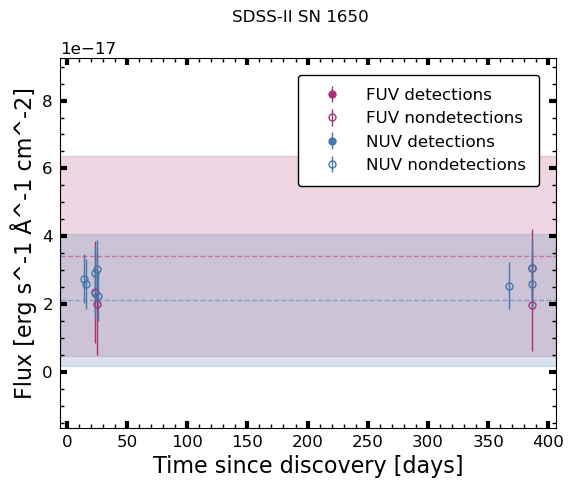 SDSS-II SN 1650
1e−17
FUV detections
FUV nondetections
NUV detections
NUV nondetections
8
6
4
2
0
Flux [erg s^-1 Å^-1 cm^-2]
0 50 100 150 200 250 300 350 400
Time since discovery [days]